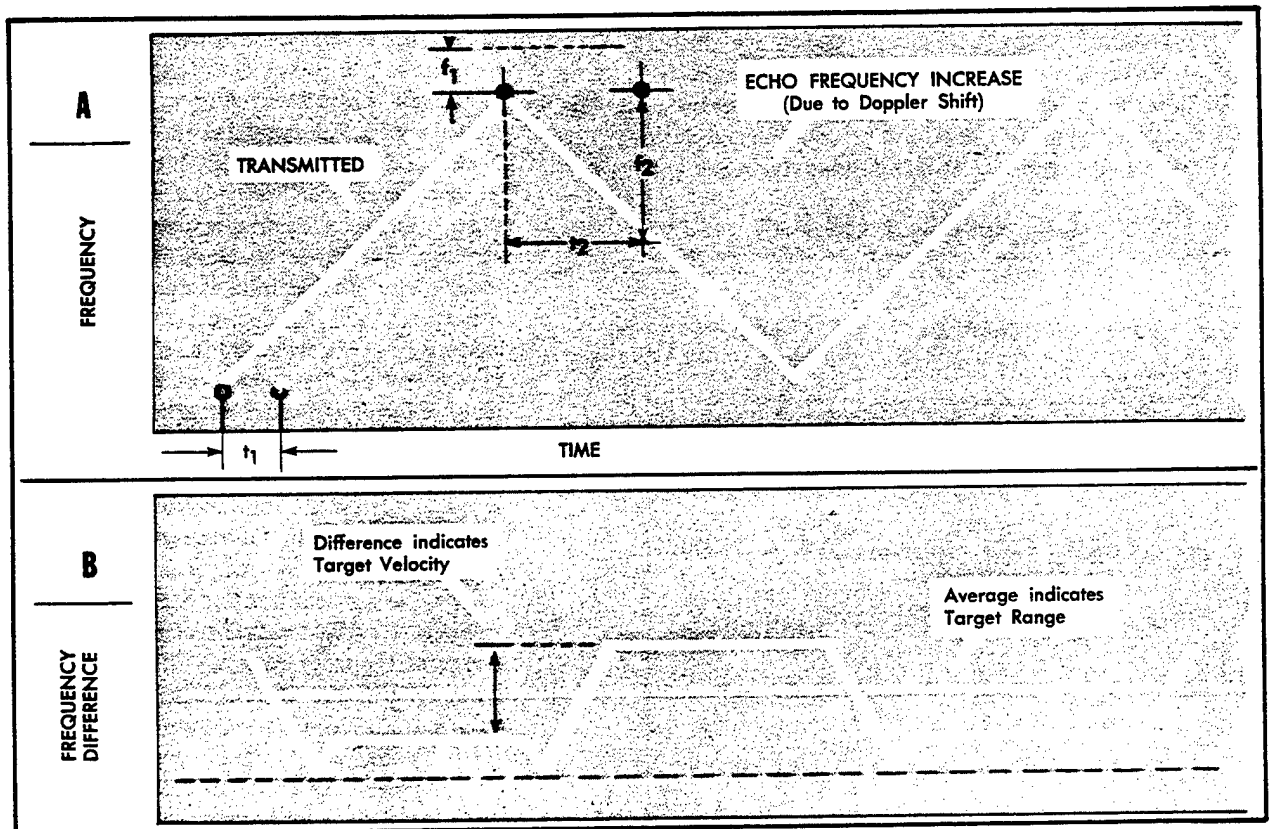 A
FREQUENCY
f1
TRANSMITTED
ECHO FREQUENCY INCREASE
(Due to Doppler Shift)
f2
t2
t1
TIME
B
FREQUENCY
DIFFERENCE
Difference indicates
Target Velocity
Average indicates
Target Range